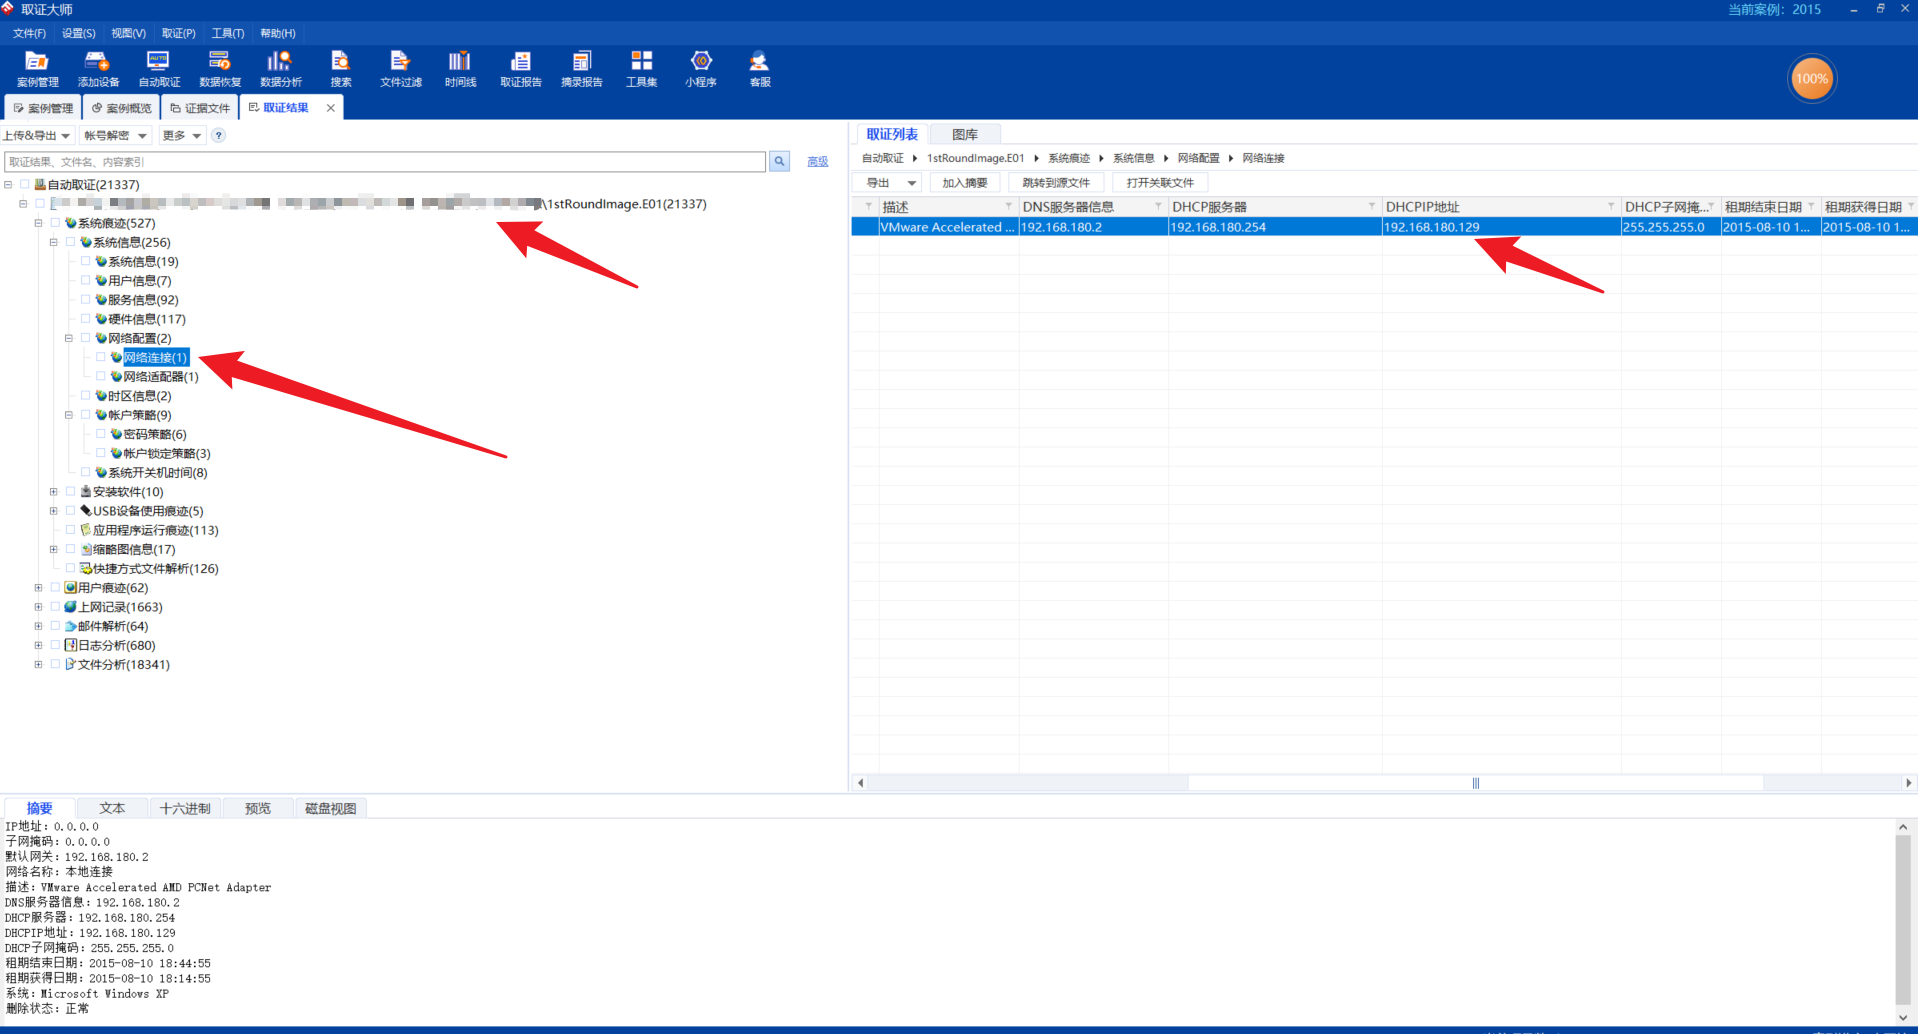 取证大师
当前案例：2015
文件(F) 设置(S) 视图(V) 取证(P) 工具(T) 帮助(H)
案例管理 添加设备 自动取证 数据恢复 数据分析 搜索 文件过滤 时间线 取证报告 摘录报告 工具集 小程序 客服
100%
案例管理 案例概览 证据文件 取证结果
上传&导出 帐号解密 更多 ?
取证结果、文件名、内容索引 高级
自动取证(21337)
\1stRoundImage.E01(21337)
系统痕迹(527)
系统信息(256)
系统信息(19)
用户信息(7)
服务信息(92)
硬件信息(117)
网络配置(2)
网络连接(1)
网络适配器(1)
时区信息(2)
帐户策略(9)
密码策略(6)
帐户锁定策略(3)
系统开关机时间(8)
安装软件(10)
USB设备使用痕迹(5)
应用程序运行痕迹(113)
缩略图信息(17)
快捷方式文件解析(126)
用户痕迹(62)
上网记录(1663)
邮件解析(64)
日志分析(680)
文件分析(18341)
取证列表 图库
自动取证 1stRoundImage.E01 系统痕迹 系统信息 网络配置 网络连接
导出 加入摘要 跳转到源文件 打开关联文件
描述 DNS服务器信息 DHCP服务器 DHCPIP地址 DHCP子网掩... 租期结束日期 租期获得日期
VMware Accelerated ... 192.168.180.2 192.168.180.254 192.168.180.129 255.255.255.0 2015-08-10 1... 2015-08-10 1...
摘要 文本 十六进制 预览 磁盘视图
IP地址：0.0.0.0
子网掩码：0.0.0.0
默认网关：192.168.180.2
网络名称：本地连接
描述：VMware Accelerated AMD PCNet Adapter
DNS服务器信息：192.168.180.2
DHCP服务器：192.168.180.254
DHCPIP地址：192.168.180.129
DHCP子网掩码：255.255.255.0
租期结束日期：2015-08-10 18:44:55
租期获得日期：2015-08-10 18:14:55
系统：Microsoft Windows XP
删除状态：正常